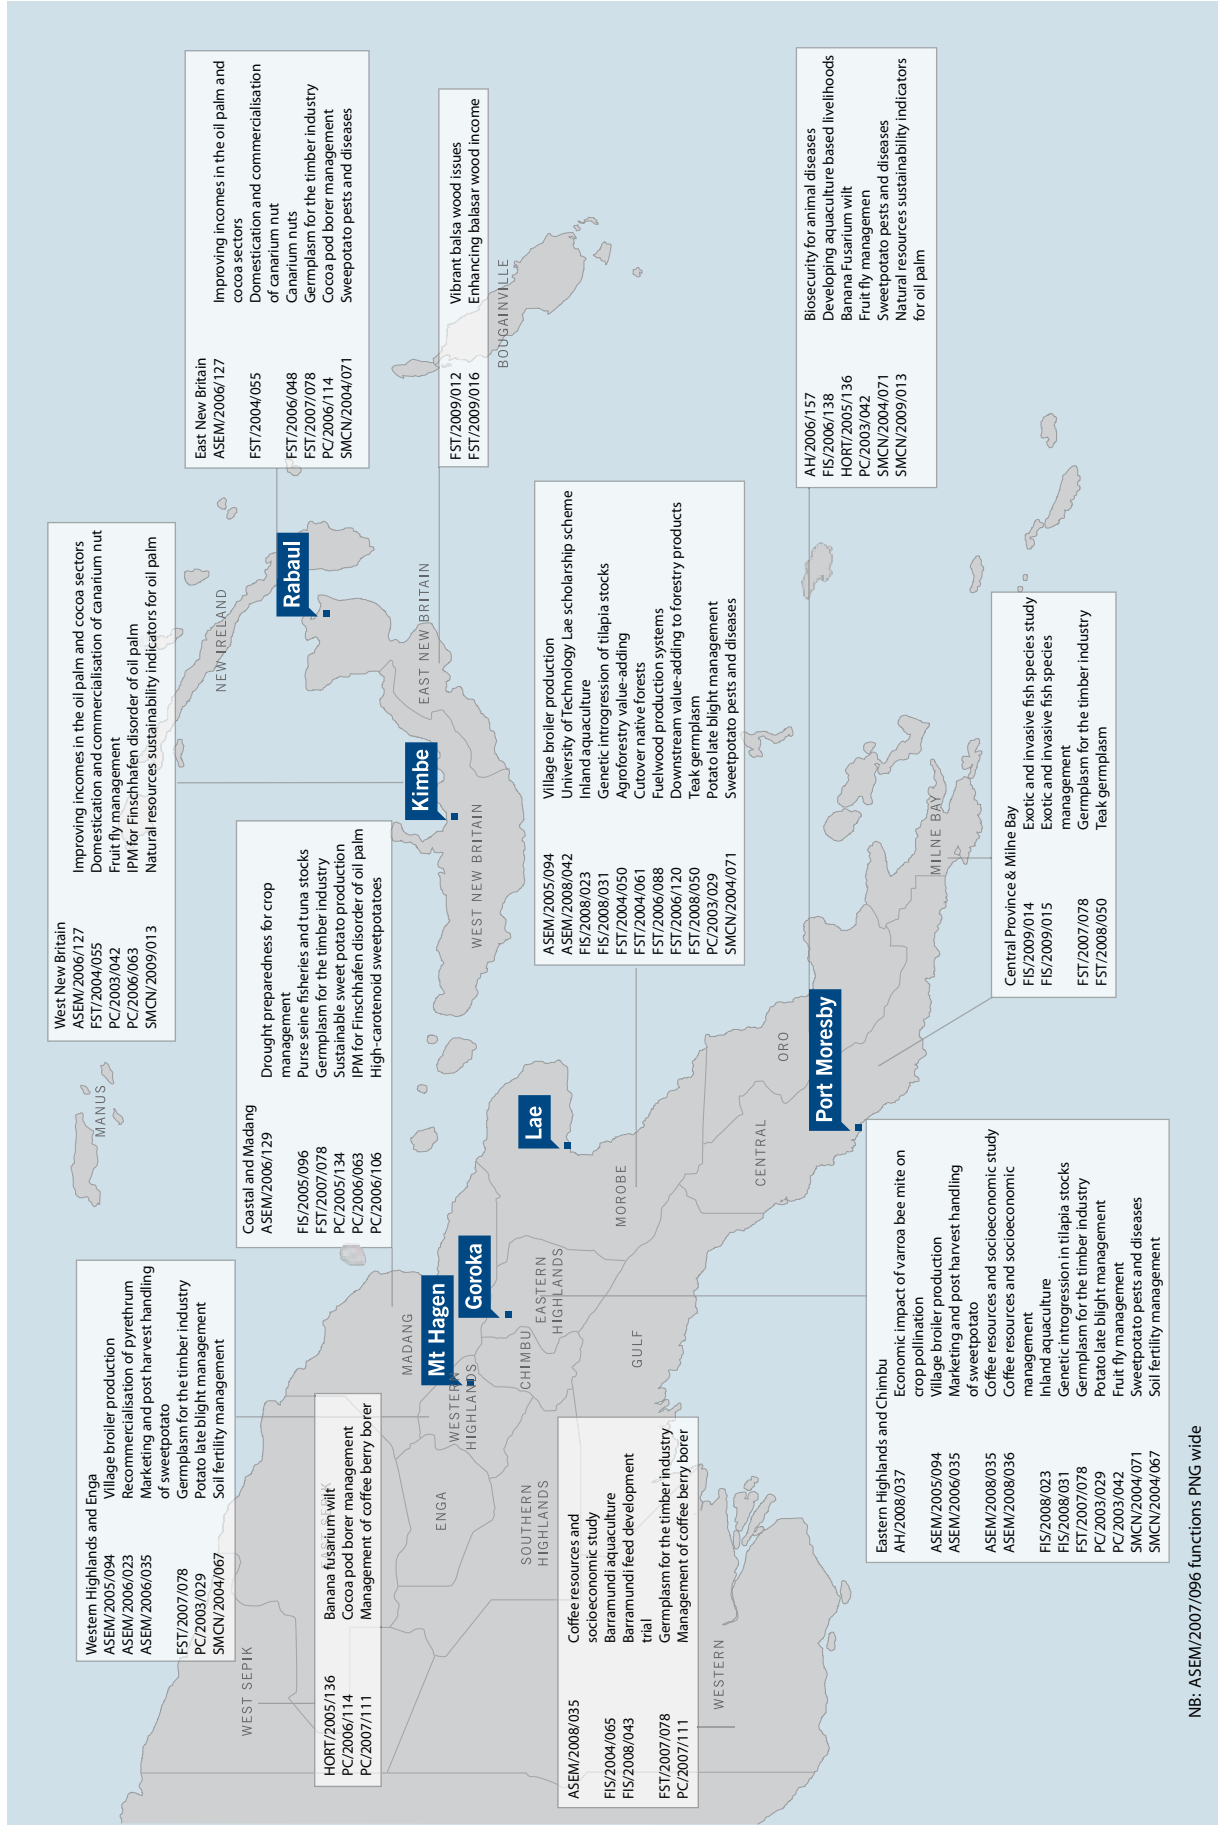 West New Britain
ASEM/2006/127 Improving incomes in the oil palm and cocoa sectors
FST/2004/055 Domestication and commercialisation of canarium nut
PC/2003/042 Fruit fly management
PC/2006/063 IPM for Finschhafen disorder of oil palm
SMCN/2009/013 Natural resources sustainability indicators for oil palm
East New Britain
ASEM/2006/127 Improving incomes in the oil palm and
cocoa sectors
FST/2004/055 Domestication and commercialisation
of canarium nut
FST/2006/048 Canarium nuts
FST/2007/078 Germplasm for the timber industry
PC/2006/114 Cocoa pod borer management
SMCN/2004/071 Sweepotato pests and diseases
Western Highlands and Enga
ASEM/2005/094 Village broiler production
ASEM/2006/023 Recommercialisation of pyrethrum
ASEM/2006/035 Marketing and post harvest handling
of sweetpotato
FST/2007/078 Germplasm for the timber industry
PC/2003/029 Potato late blight management
SMCN/2004/067 Soil fertility management
MANUS
NEW IRELAND
Coastal and Madang
ASEM/2006/129 Drought preparedness for crop
management
FIS/2005/096 Purse seine fisheries and tuna stocks
FST/2007/078 Germplasm for the timber industry
PC/2005/134 Sustainable sweet potato production
PC/2006/063 IPM for Finschhafen disorder of oil palm
PC/2006/106 High-carotenoid sweetpotatoes
Rabaul
WEST SEPIK
HORT/2005/136 Banana fusarium wilt
PC/2006/114 Cocoa pod borer management
PC/2007/111 Management of coffee berry borer
MADANG
Mt Hagen
Kimbe
EAST NEW BRITAIN
FST/2009/012 Vibrant balsa wood issues
FST/2009/016 Enhancing balasar wood income
ENGA
WESTERN
HIGHLANDS
Goroka
WEST NEW BRITAIN
BOUGAINVILLE
SOUTHERN
HIGHLANDS
CHIMBU
EASTERN
HIGHLANDS
Lae
ASEM/2005/094 Village broiler production
ASEM/2008/042 University of Technology Lae scholarship scheme
FIS/2008/023 Inland aquaculture
FIS/2008/031 Genetic introgression of tilapia stocks
FST/2004/050 Agroforestry value-adding
FST/2004/061 Cutover native forests
FST/2006/088 Fuelwood production systems
FST/2006/120 Downstream value-adding to forestry products
FST/2008/050 Teak germplasm
PC/2003/029 Potato late blight management
SMCN/2004/071 Sweetpotato pests and diseases
ASEM/2008/035 Coffee resources and
socioeconomic study
FIS/2004/065 Barramundi aquaculture
FIS/2008/043 Barramundi feed development
trial
FST/2007/078 Germplasm for the timber industry
PC/2007/111 Management of coffee berry borer
GULF
MOROBE
WESTERN
CENTRAL
ORO
Port Moresby
AH/2006/157 Biosecurity for animal diseases
FIS/2006/138 Developing aquaculture based livelihoods
HORT/2005/136 Banana Fusarium wilt
PC/2003/042 Fruit fly managemen
SMCN/2004/071 Sweetpotato pests and diseases
SMCN/2009/013 Natural resources sustainability indicators
for oil palm
MILNE BAY
Eastern Highlands and Chimbu
AH/2008/037 Economic impact of varroa bee mite on
crop pollination
ASEM/2005/094 Village broiler production
ASEM/2006/035 Marketing and post harvest handling
of sweetpotato
ASEM/2008/035 Coffee resources and socioeconomic study
ASEM/2008/036 Coffee resources and socioeconomic
management
FIS/2008/023 Inland aquaculture
FIS/2008/031 Genetic introgression in tilapia stocks
FST/2007/078 Germplasm for the timber industry
PC/2003/029 Potato late blight management
PC/2003/042 Fruit fly management
SMCN/2004/071 Sweetpotato pests and diseases
SMCN/2004/067 Soil fertility management
Central Province & Milne Bay
FIS/2009/014 Exotic and invasive fish species study
FIS/2009/015 Exotic and invasive fish species
management
FST/2007/078 Germplasm for the timber industry
FST/2008/050 Teak germplasm
NB: ASEM/2007/096 functions PNG wide